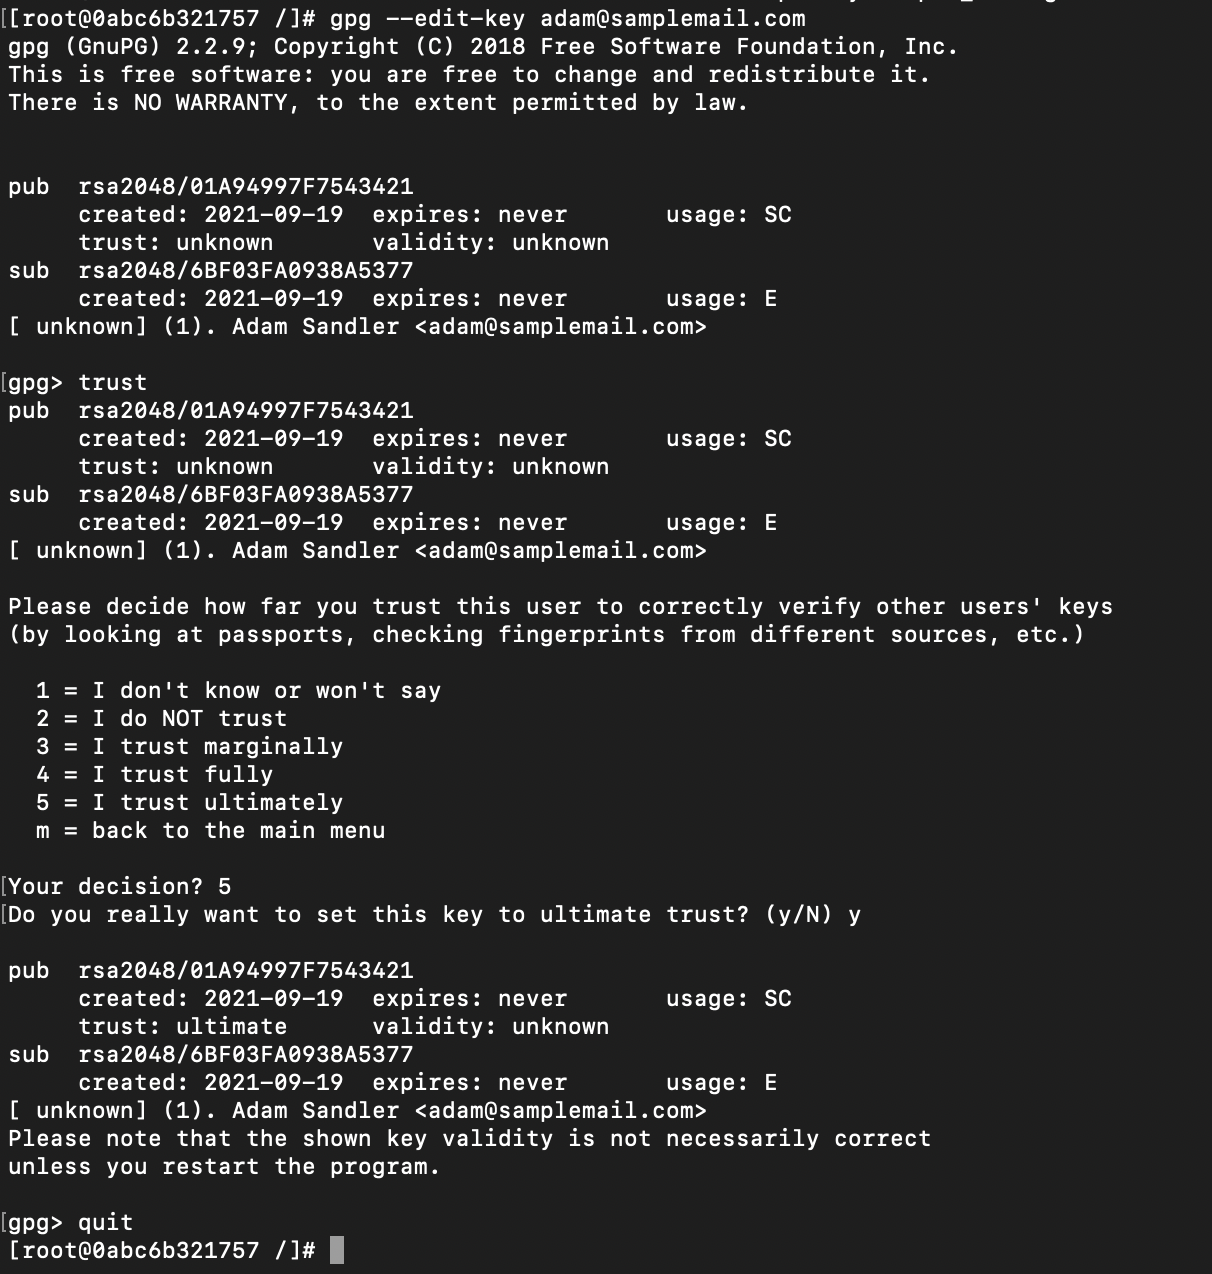 [[root@0abc6b321757 /]# gpg --edit-key adam@samplemail.com
gpg (GnuPG) 2.2.9; Copyright (C) 2018 Free Software Foundation, Inc.
This is free software: you are free to change and redistribute it.
There is NO WARRANTY, to the extent permitted by law.


pub  rsa2048/01A94997F7543421
     created: 2021-09-19  expires: never       usage: SC
     trust: unknown       validity: unknown
sub  rsa2048/6BF03FA0938A5377
     created: 2021-09-19  expires: never       usage: E
[ unknown] (1). Adam Sandler <adam@samplemail.com>

[gpg> trust
pub  rsa2048/01A94997F7543421
     created: 2021-09-19  expires: never       usage: SC
     trust: unknown       validity: unknown
sub  rsa2048/6BF03FA0938A5377
     created: 2021-09-19  expires: never       usage: E
[ unknown] (1). Adam Sandler <adam@samplemail.com>

Please decide how far you trust this user to correctly verify other users' keys
(by looking at passports, checking fingerprints from different sources, etc.)

  1 = I don't know or won't say
  2 = I do NOT trust
  3 = I trust marginally
  4 = I trust fully
  5 = I trust ultimately
  m = back to the main menu

[Your decision? 5
[Do you really want to set this key to ultimate trust? (y/N) y

pub  rsa2048/01A94997F7543421
     created: 2021-09-19  expires: never       usage: SC
     trust: ultimate      validity: unknown
sub  rsa2048/6BF03FA0938A5377
     created: 2021-09-19  expires: never       usage: E
[ unknown] (1). Adam Sandler <adam@samplemail.com>
Please note that the shown key validity is not necessarily correct
unless you restart the program.

[gpg> quit
[root@0abc6b321757 /]#